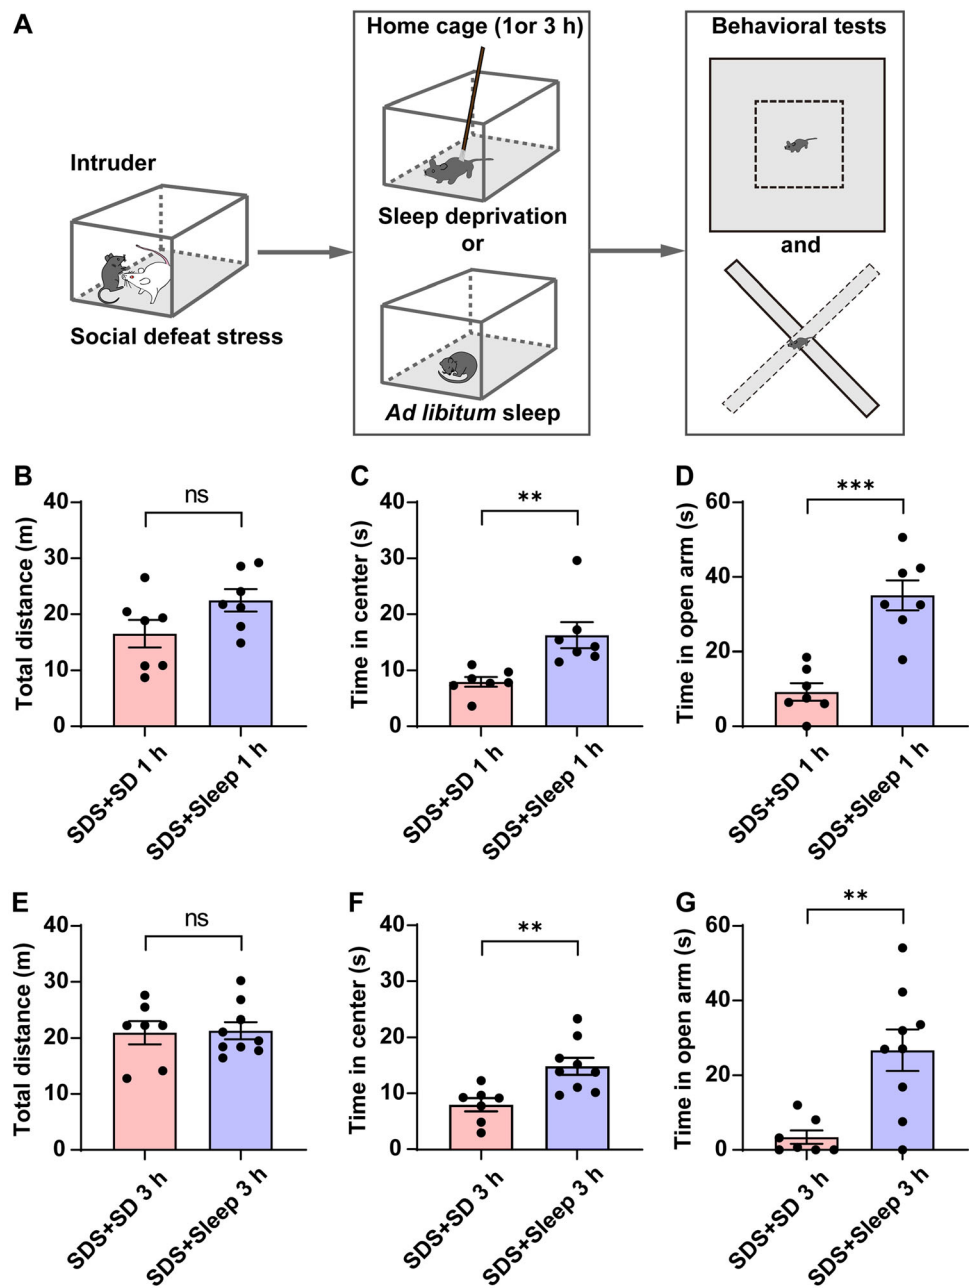 A
Home cage (1or 3 h)
Behavioral tests
Intruder
Sleep deprivation
or
and
Social defeat stress
Ad libitum sleep
B
Total distance (m)
40
30
20
10
0
ns
SDS+SD 1 h
SDS+Sleep 1 h
C
Time in center (s)
40
30
20
10
0
**
SDS+SD 1 h
SDS+Sleep 1 h
D
Time in open arm (s)
60
40
20
0
***
SDS+SD 1 h
SDS+Sleep 1 h
E
Total distance (m)
40
30
20
10
0
ns
SDS+SD 3 h
SDS+Sleep 3 h
F
Time in center (s)
40
30
20
10
0
**
SDS+SD 3 h
SDS+Sleep 3 h
G
Time in open arm (s)
60
40
20
0
**
SDS+SD 3 h
SDS+Sleep 3 h